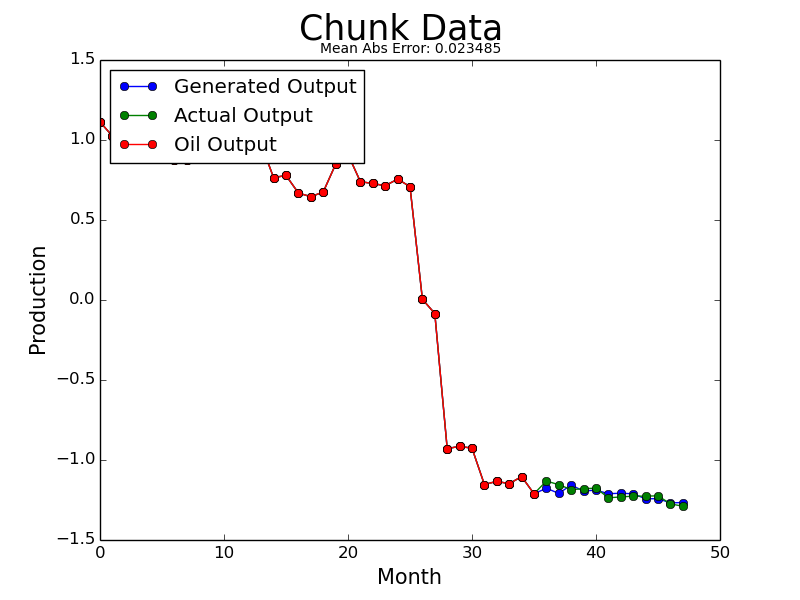 Chunk Data
Mean Abs Error: 0.023485
Generated Output
Actual Output
Oil Output
1.5
1.0
0.5
0.0
−0.5
−1.0
−1.5
Production
0 10 20 30 40 50
Month